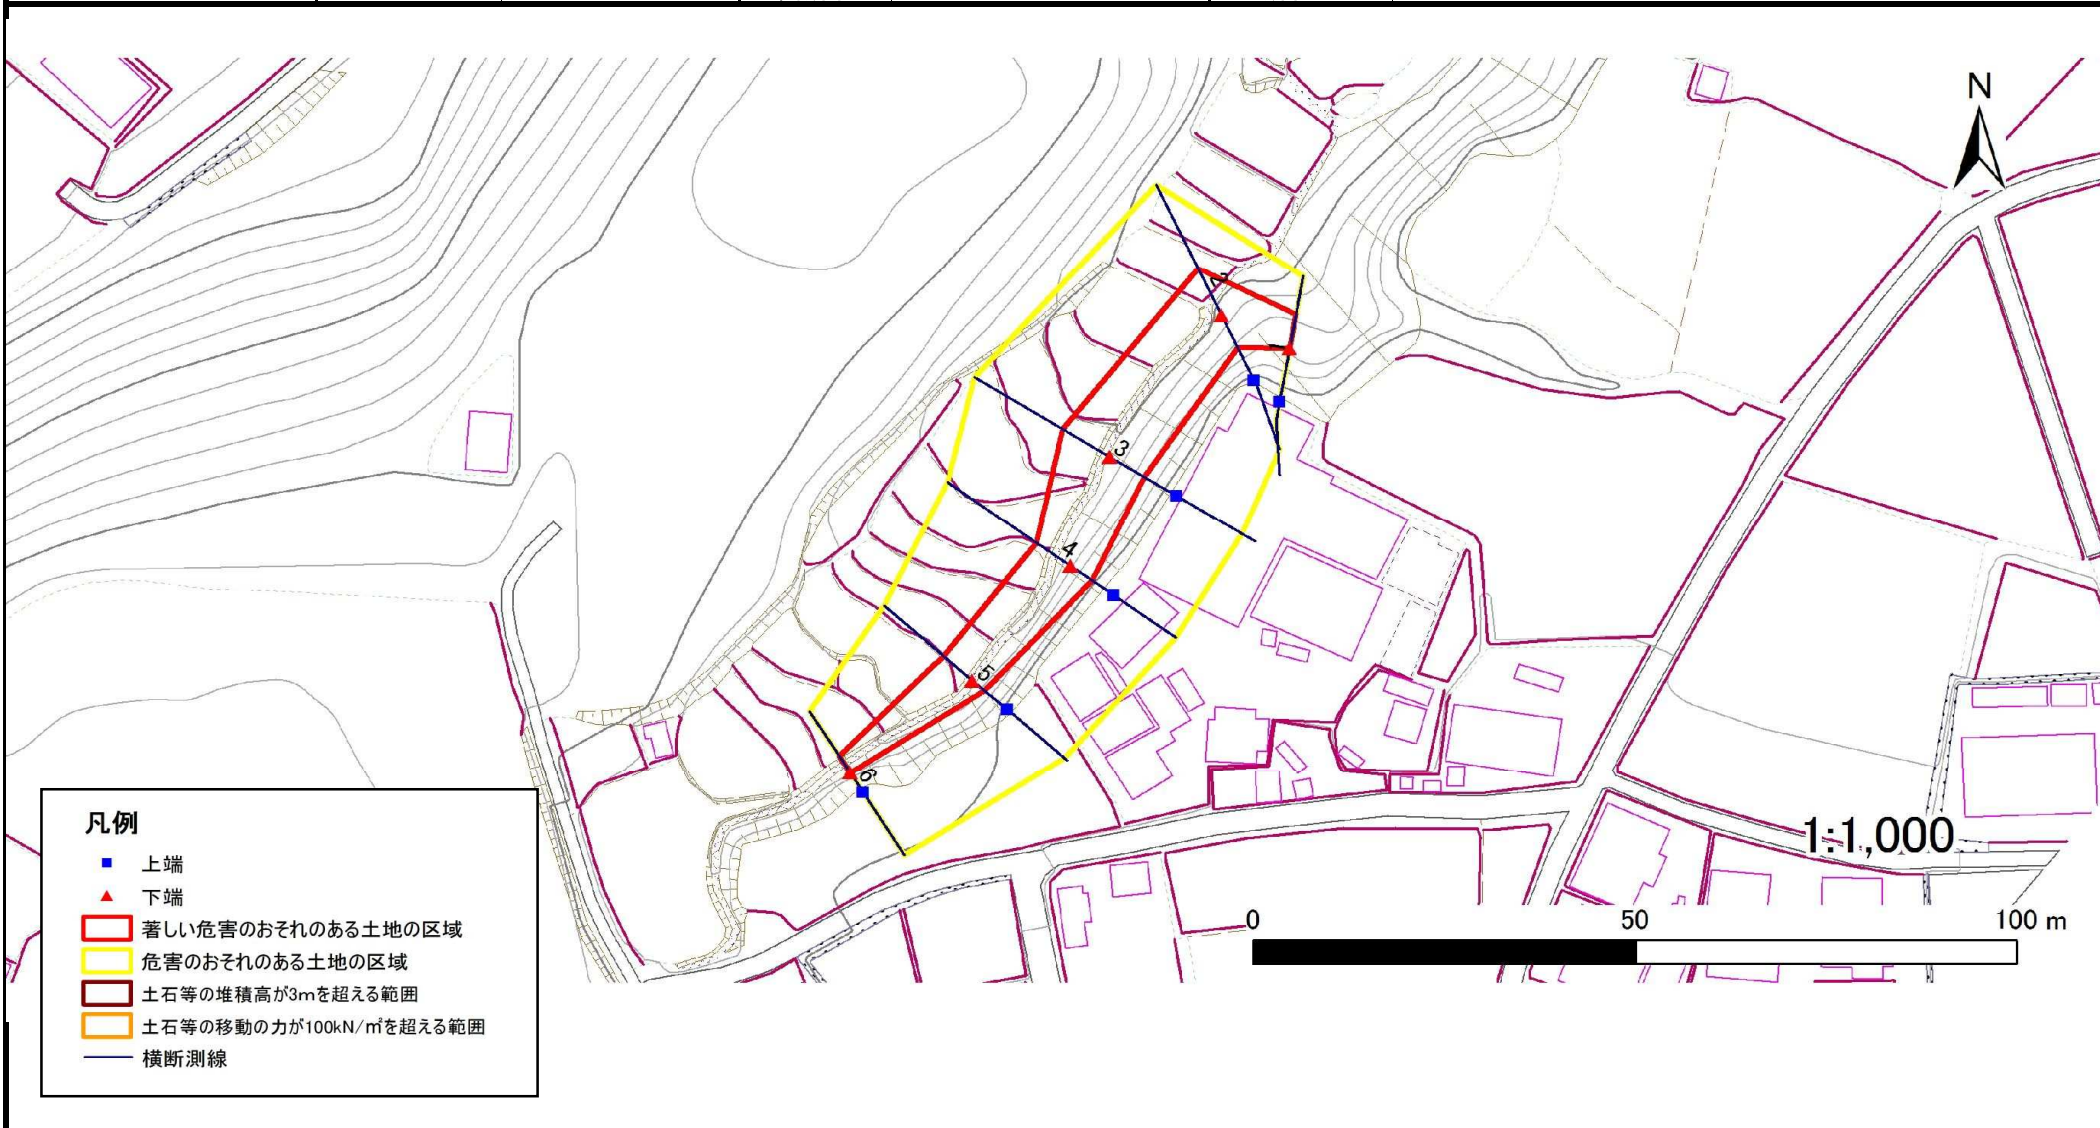 N
2
1
3
4
5
6
凡例
上端
下端
著しい危害のおそれのある土地の区域
危害のおそれのある土地の区域
土石等の堆積高が3mを超える範囲
土石等の移動の力が100kN/㎡を超える範囲
横断測線
1:1,000
0 50 100 m